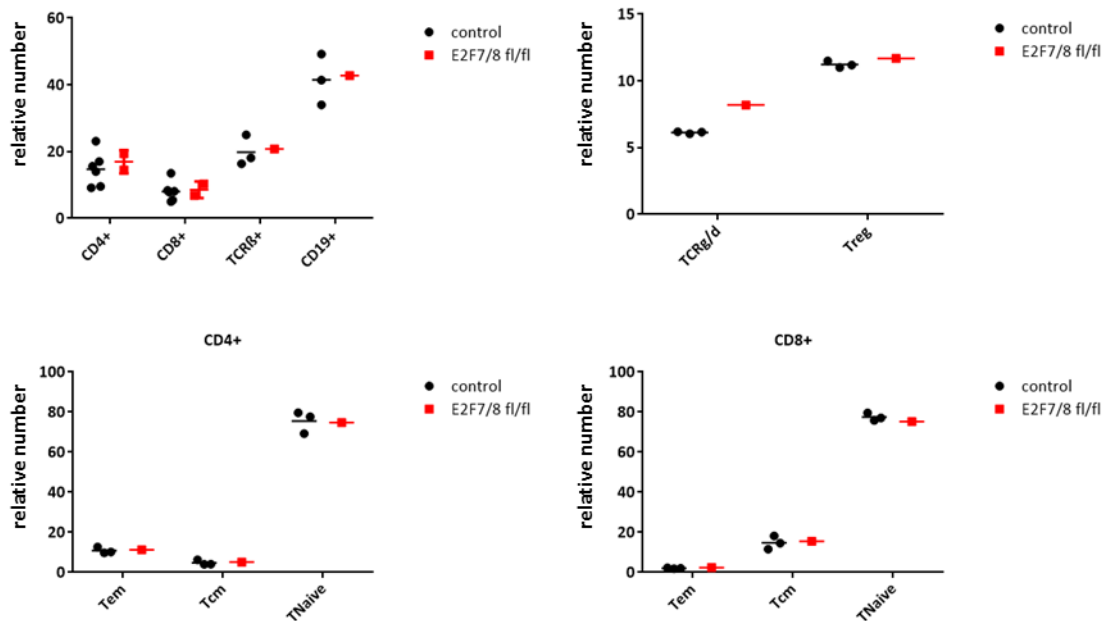 relative number
60
40
20
0
CD4+
CD8+
TCRß+
CD19+
control
E2F7/8 fl/fl
relative number
15
10
5
0
TCRg/d
Treg
control
E2F7/8 fl/fl
CD4+
relative number
100
80
60
40
20
0
Tem
Tcm
TNaive
control
E2F7/8 fl/fl
CD8+
relative number
100
80
60
40
20
0
Tem
Tcm
TNaive
control
E2F7/8 fl/fl